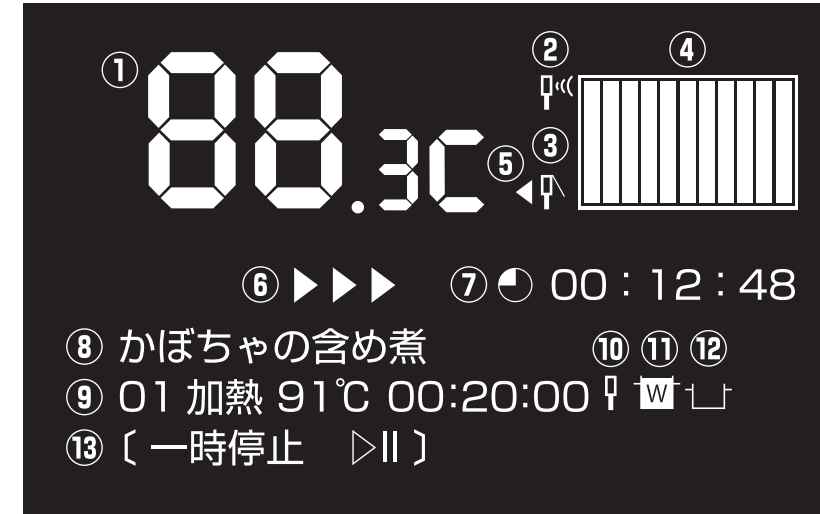 ① 88.3C ② ③ ④ ⑤
⑥ ▶▶▶ ⑦ 00:12:48
⑧ かぼちゃの含め煮
⑨ 01 加熱 91℃ 00:20:00 ⑩ ⑪ W ⑫
⑬〔 一時停止 ▷II 〕